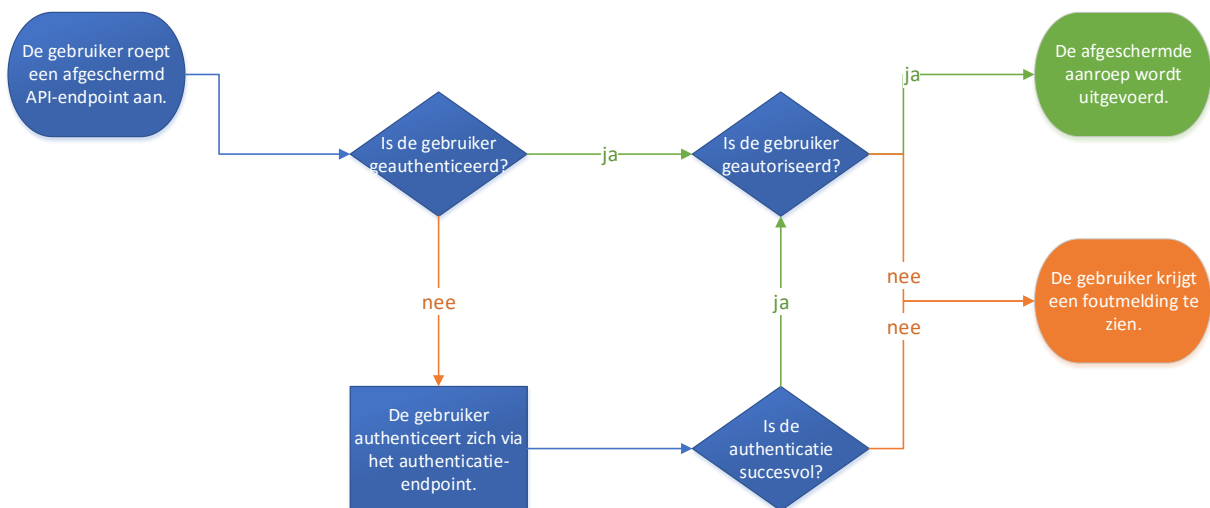 De gebruiker roept
een afgeschermd
API-endpoint aan.
Is de gebruiker
geauthenticeerd?
ja
Is de gebruiker
geautoriseerd?
ja
De afgeschermde
aanroep wordt
uitgevoerd.
nee
De gebruiker krijgt
een foutmelding te
zien.
nee
De gebruiker
authenticeert zich via
het authenticatie-
endpoint.
Is de
authenticatie
succesvol?
ja
nee